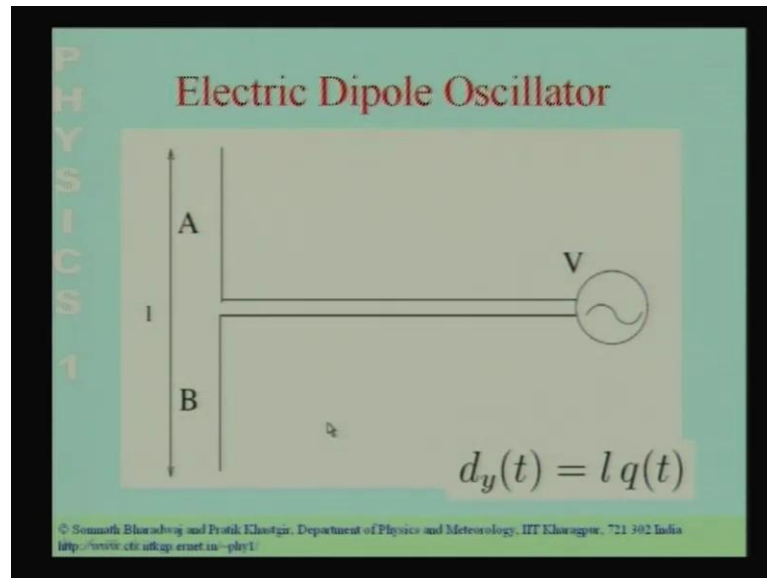 PHYSICS 1
Electric Dipole Oscillator
A
V
l
B
d_y(t) = l q(t)
© Somnath Bharadwaj and Pratik Khastgir, Department of Physics and Meteorology, IIT Kharagpur, 721 302 India